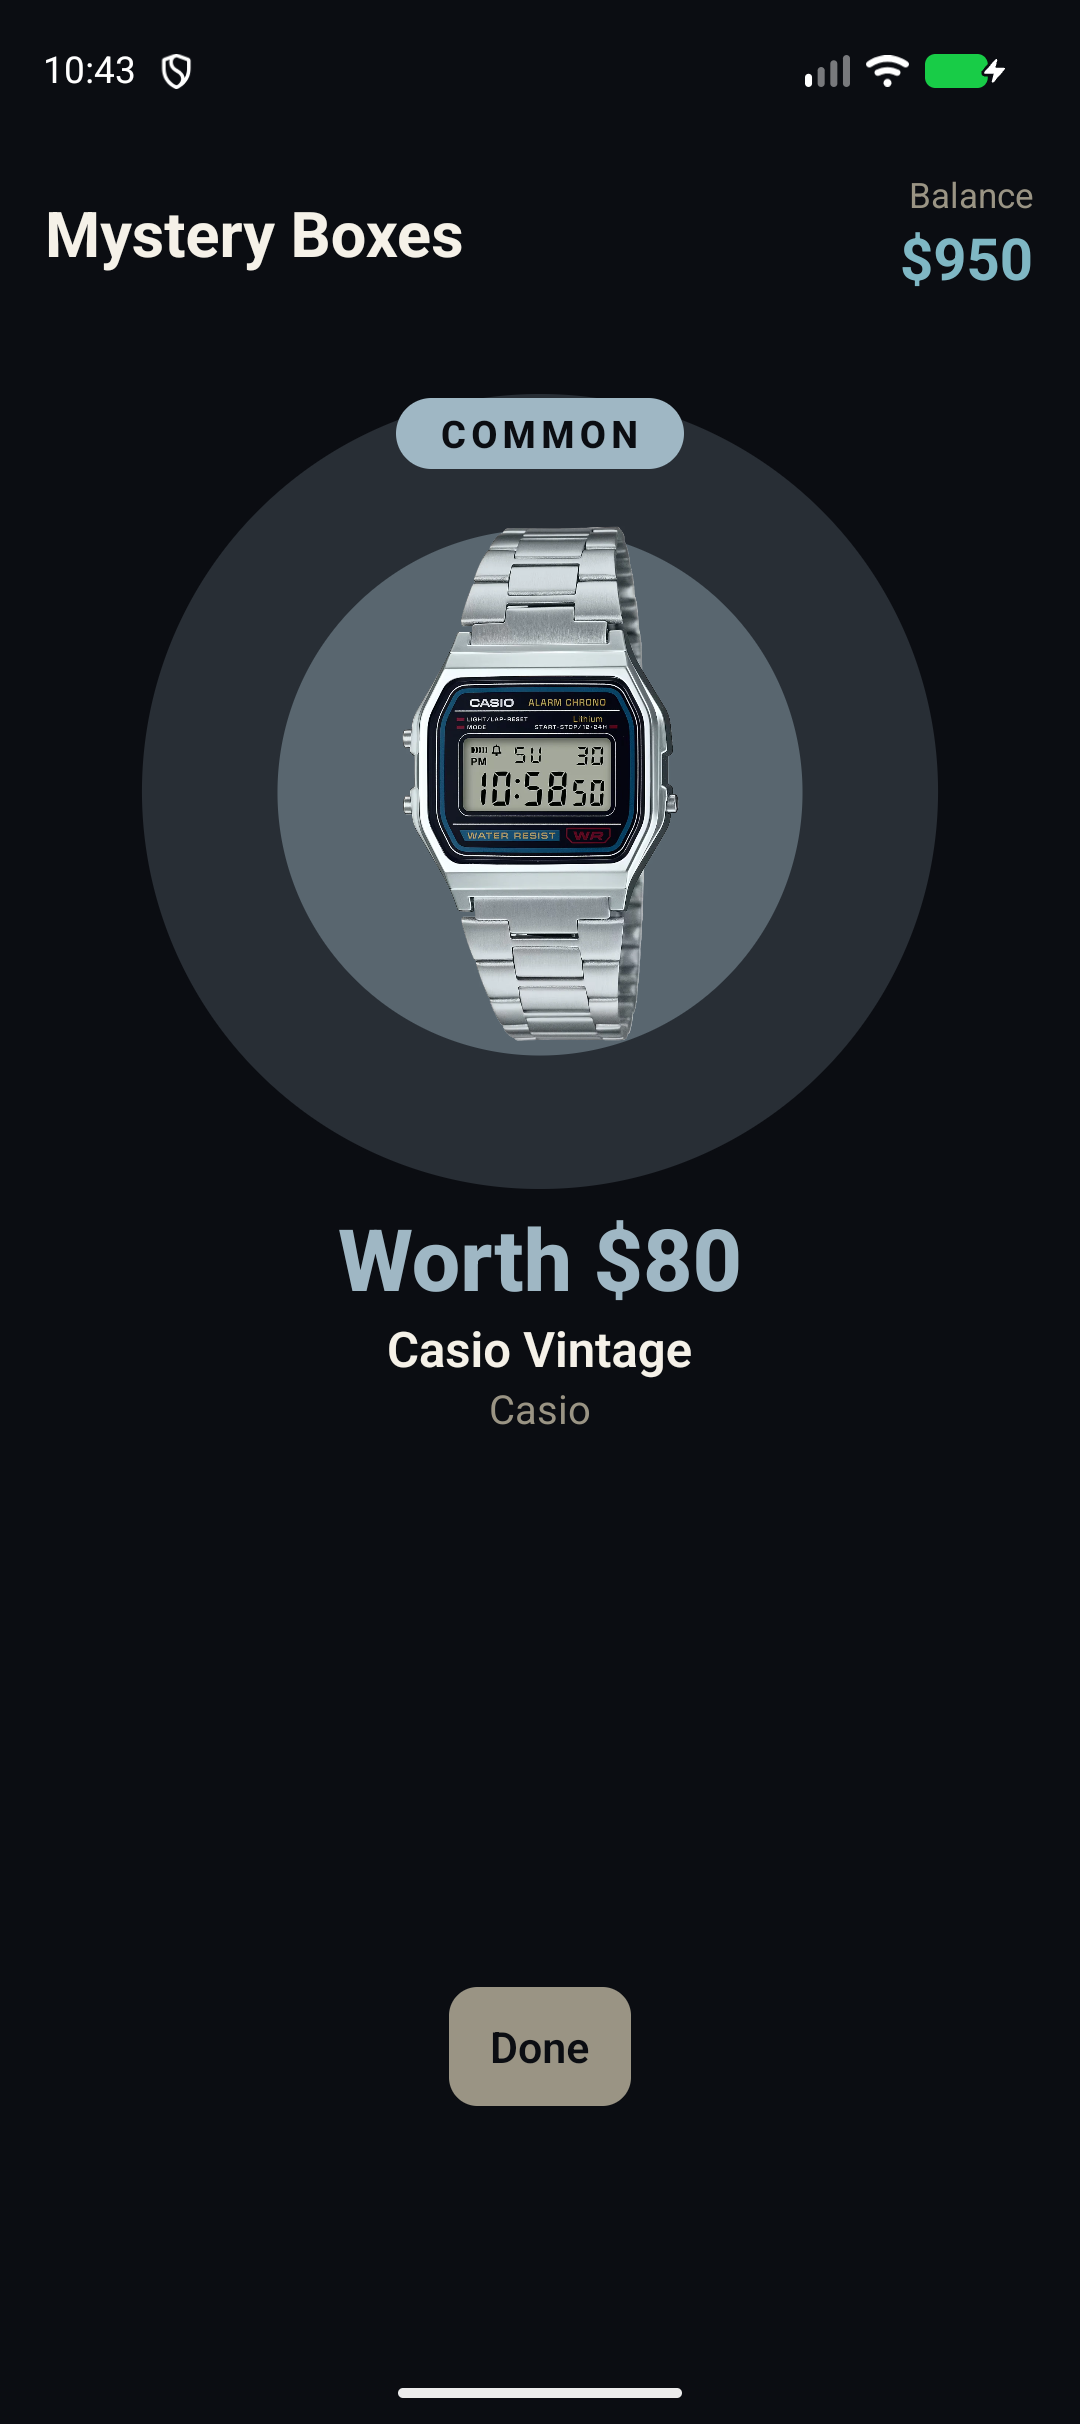 10:43
Mystery Boxes
Balance
$950
COMMON
CASIO ALARM CHRONO
LIGHT/LAP-RESET Lithium
MODE START-STOP/12·24H
SU 30
PM
10:58 50
WATER RESIST WR
Worth $80
Casio Vintage
Casio
Done